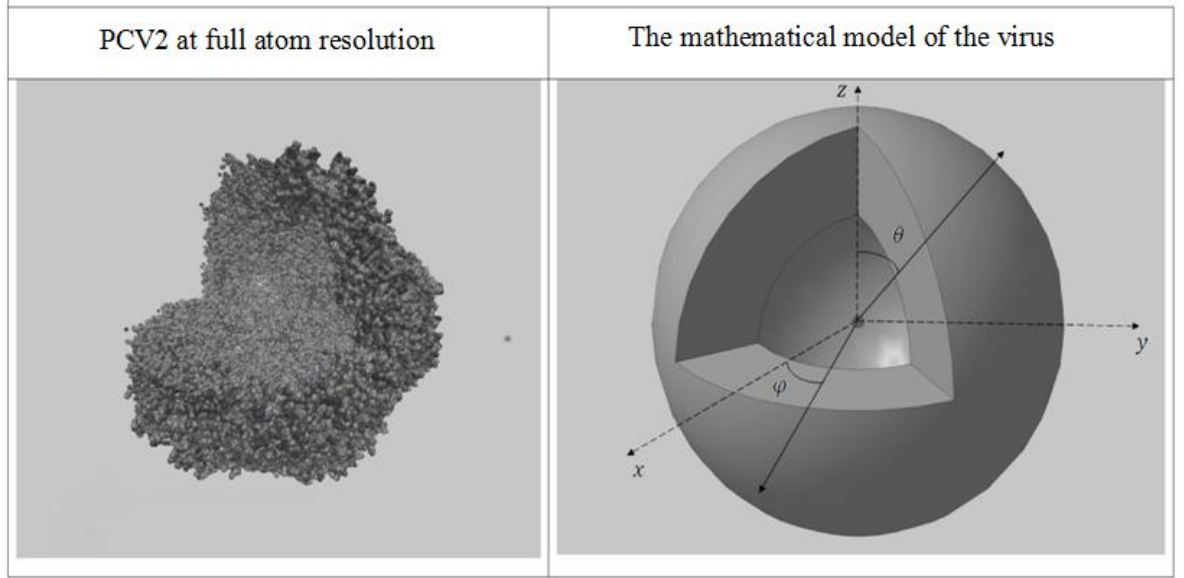 PCV2 at full atom resolution
The mathematical model of the virus
z
θ
y
φ
x